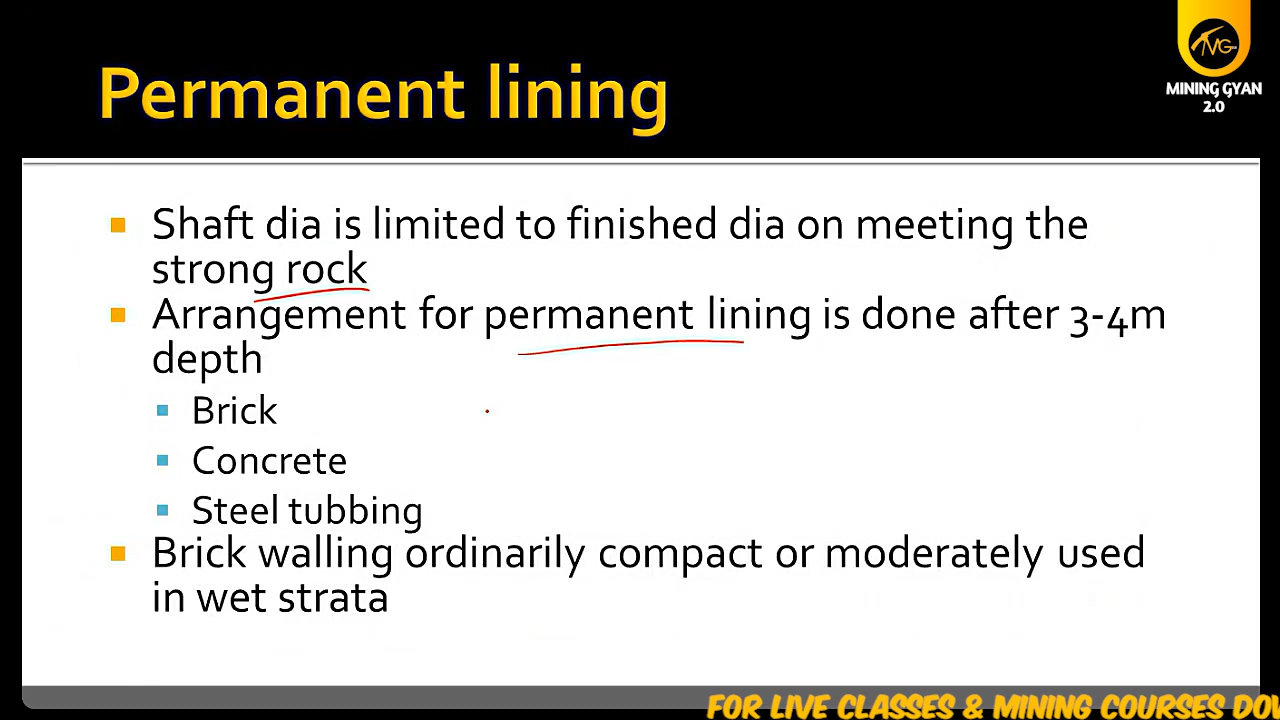 MINING GYAN
2.0
Permanent lining
Shaft dia is limited to finished dia on meeting the
strong rock
Arrangement for permanent lining is done after 3-4m
depth
Brick
Concrete
Steel tubbing
Brick walling ordinarily compact or moderately used
in wet strata
FOR LIVE CLASSES & MINING COURSES